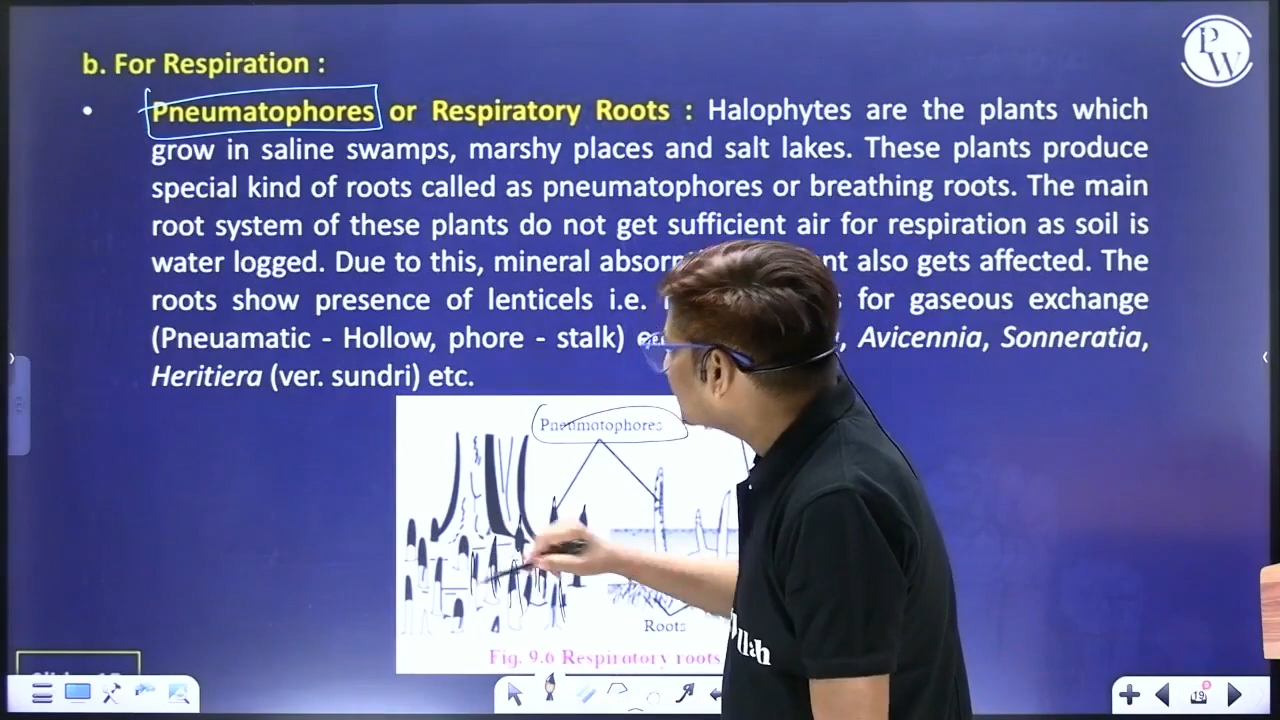 PW
b. For Respiration :
• Pneumatophores or Respiratory Roots : Halophytes are the plants which
grow in saline swamps, marshy places and salt lakes. These plants produce
special kind of roots called as pneumatophores or breathing roots. The main
root system of these plants do not get sufficient air for respiration as soil is
water logged. Due to this, mineral also gets affected. The
roots show presence of lenticels i.e. for gaseous exchange
(Pneuamatic - Hollow, phore - stalk) Avicennia, Sonneratia,
Heritiera (ver. sundri) etc.
Pneumatophores
Roots
Fig. 9.6 Respiratory roots
19